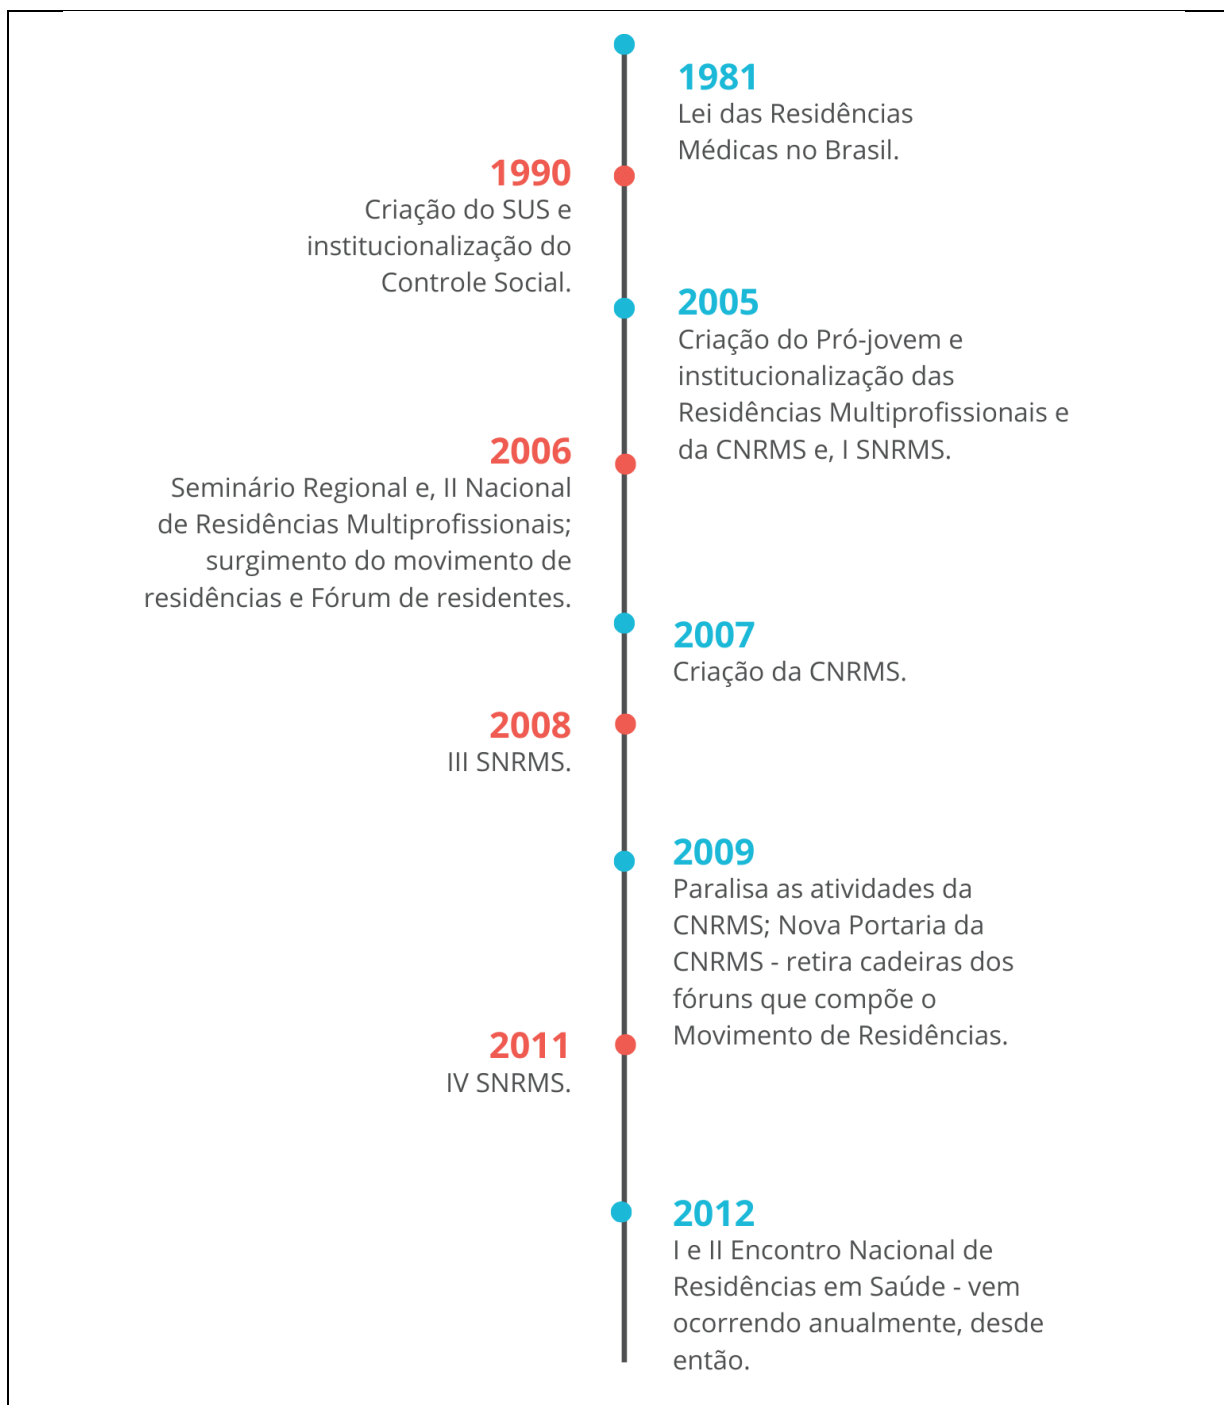 1981
Lei das Residências
Médicas no Brasil.
1990
Criação do SUS e
institucionalização do
Controle Social.
2005
Criação do Pró-jovem e
institucionalização das
Residências Multiprofissionais e
da CNRMS e, I SNRMS.
2006
Seminário Regional e, II Nacional
de Residências Multiprofissionais;
surgimento do movimento de
residências e Fórum de residentes.
2007
Criação da CNRMS.
2008
III SNRMS.
2009
Paralisa as atividades da
CNRMS; Nova Portaria da
CNRMS - retira cadeiras dos
fóruns que compõe o
Movimento de Residências.
2011
IV SNRMS.
2012
I e II Encontro Nacional de
Residências em Saúde - vem
ocorrendo anualmente, desde
então.